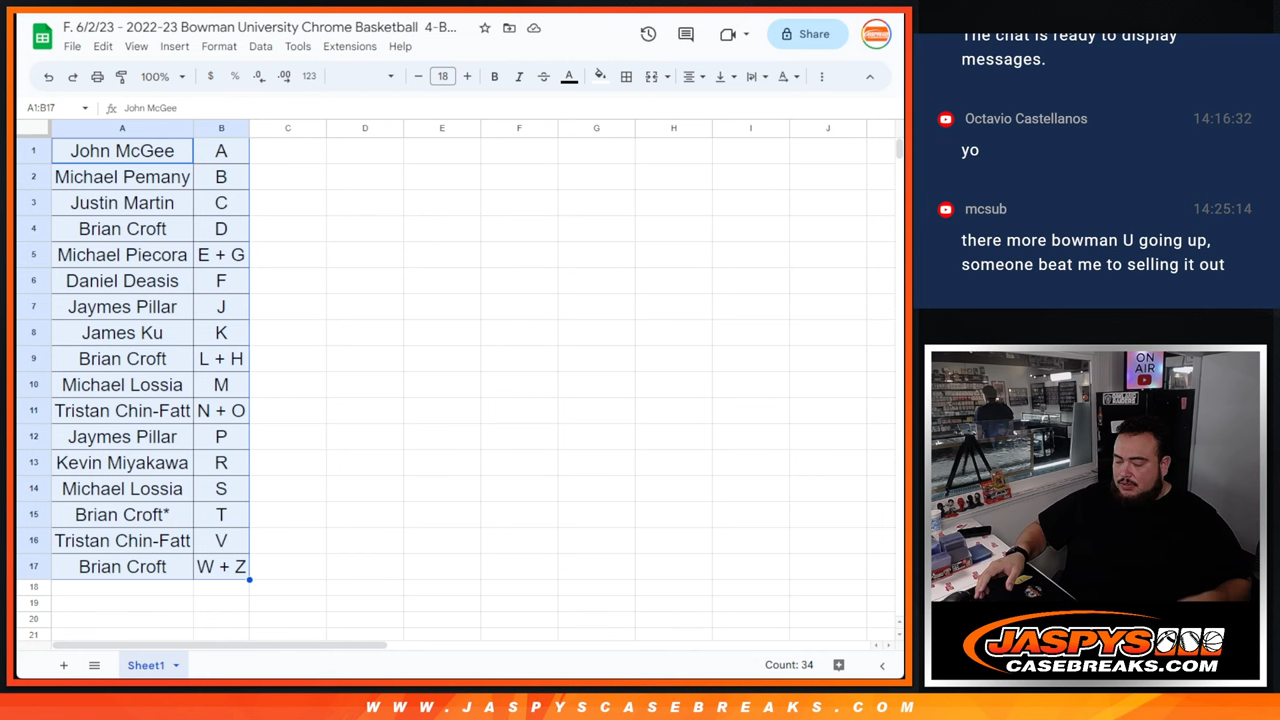 F. 6/2/23 - 2022-23 Bowman University Chrome Basketball 4-B...
File Edit View Insert Format Data Tools Extensions Help
Share
100% $ % .0 .00 123 18 B I A
A1:B17 fx John McGee
A B C D E F G H I J
1 John McGee A
2 Michael Pemany B
3 Justin Martin C
4 Brian Croft D
5 Michael Piecora E + G
6 Daniel Deasis F
7 Jaymes Pillar J
8 James Ku K
9 Brian Croft L + H
10 Michael Lossia M
11 Tristan Chin-Fatt N + O
12 Jaymes Pillar P
13 Kevin Miyakawa R
14 Michael Lossia S
15 Brian Croft* T
16 Tristan Chin-Fatt V
17 Brian Croft W + Z
18
19
20
21
Sheet1
Count: 34
The chat is ready to display
messages.
Octavio Castellanos 14:16:32
yo
mcsub 14:25:14
there more bowman U going up,
someone beat me to selling it out
ON
AIR
JASPYS
CASEBREAKS.COM
WWW.JASPYSCASEBREAKS.COM